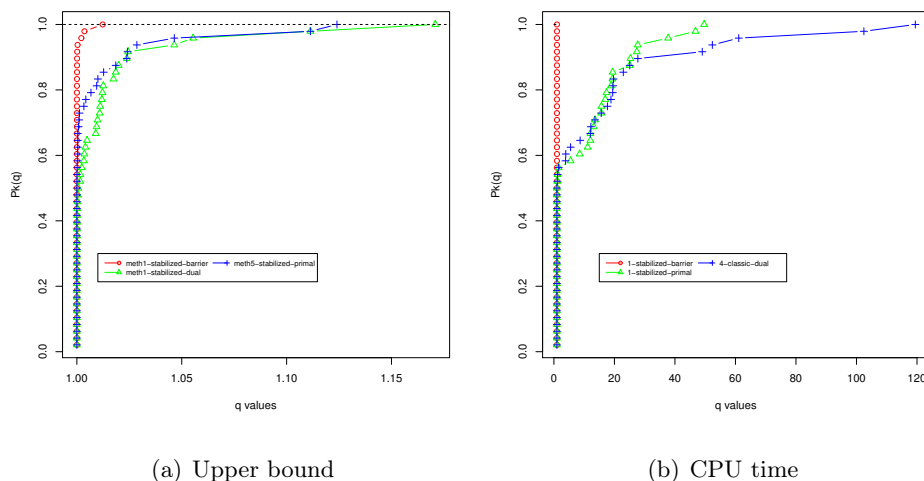 Pk(q)
1.0
0.8
0.6
0.4
0.2
0.0
meth1-stabilized-barrier
meth1-stabilized-dual
meth5-stabilized-primal
1.00 1.05 1.10 1.15
q values
(a) Upper bound
Pk(q)
1.0
0.8
0.6
0.4
0.2
0.0
1-stabilized-barrier
1-stabilized-primal
4-classic-dual
0 20 40 60 80 100 120
q values
(b) CPU time